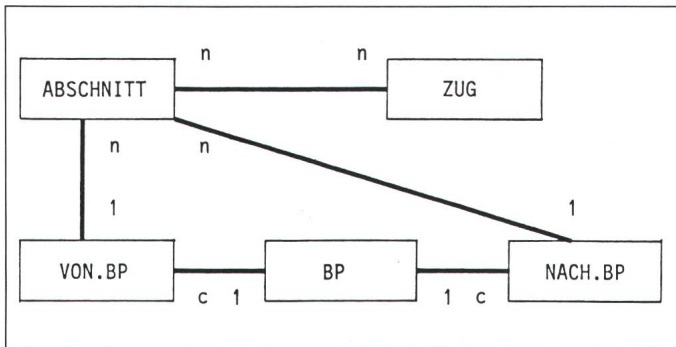 n n
ABSCHNITT ZUG
n n
1 1
VON.BP BP NACH.BP
c 1 1 c